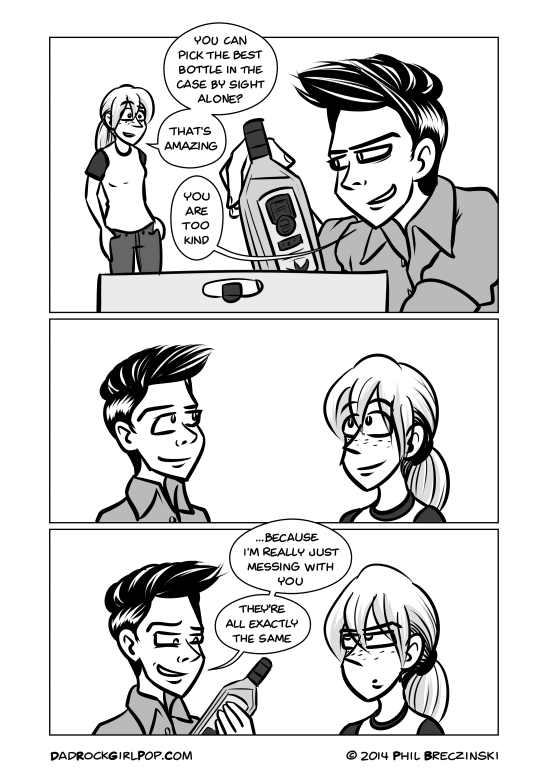 YOU CAN
PICK THE BEST
BOTTLE IN THE
CASE BY SIGHT
ALONE?
THAT'S
AMAZING
YOU
ARE
TOO
KIND
...BECAUSE
I'M REALLY JUST
MESSING WITH
YOU
THEY'RE
ALL EXACTLY
THE SAME
DADROCKGIRLPOP.COM
© 2014 PHIL BRECZINSKI